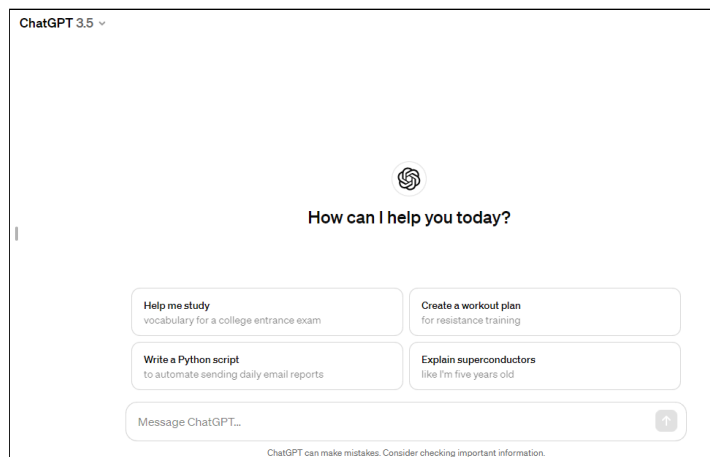 ChatGPT 3.5
How can I help you today?
Help me study
vocabulary for a college entrance exam
Create a workout plan
for resistance training
Write a Python script
to automate sending daily email reports
Explain superconductors
like I'm five years old
Message ChatGPT...
ChatGPT can make mistakes. Consider checking important information.